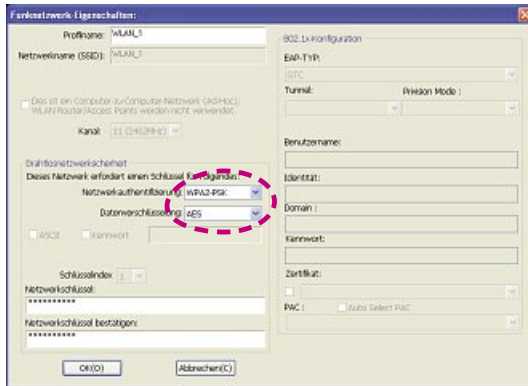 Funknetzwerk-Eigenschaften:
Profilname: WLAN_1
Netzwerkname (SSID): WLAN_1
Dies ist ein Computer-zu-Computer-Netzwerk (AdHoc);
WLAN Router/Access Points werden nicht verwendet.
Kanal: 11 (2462MHz)
Drahtlosnetzwerksicherheit
Dieses Netzwerk erfordert einen Schlüssel für Folgendes:
Netzwerkauthentifizierung: WPA2-PSK
Datenverschlüsselung: AES
ASCII Kennwort
Schlüsselindex: 1
Netzwerkschlüssel:
**********
Netzwerkschlüssel bestätigen:
**********
OK(O) Abbrechen(C)
802.1x-Konfiguration
EAP-TYP:
GTC
Tunnel: Provision Mode :
Benutzername:
Identität:
Domain :
Kennwort:
Zertifikat:
PAC : Auto Select PAC